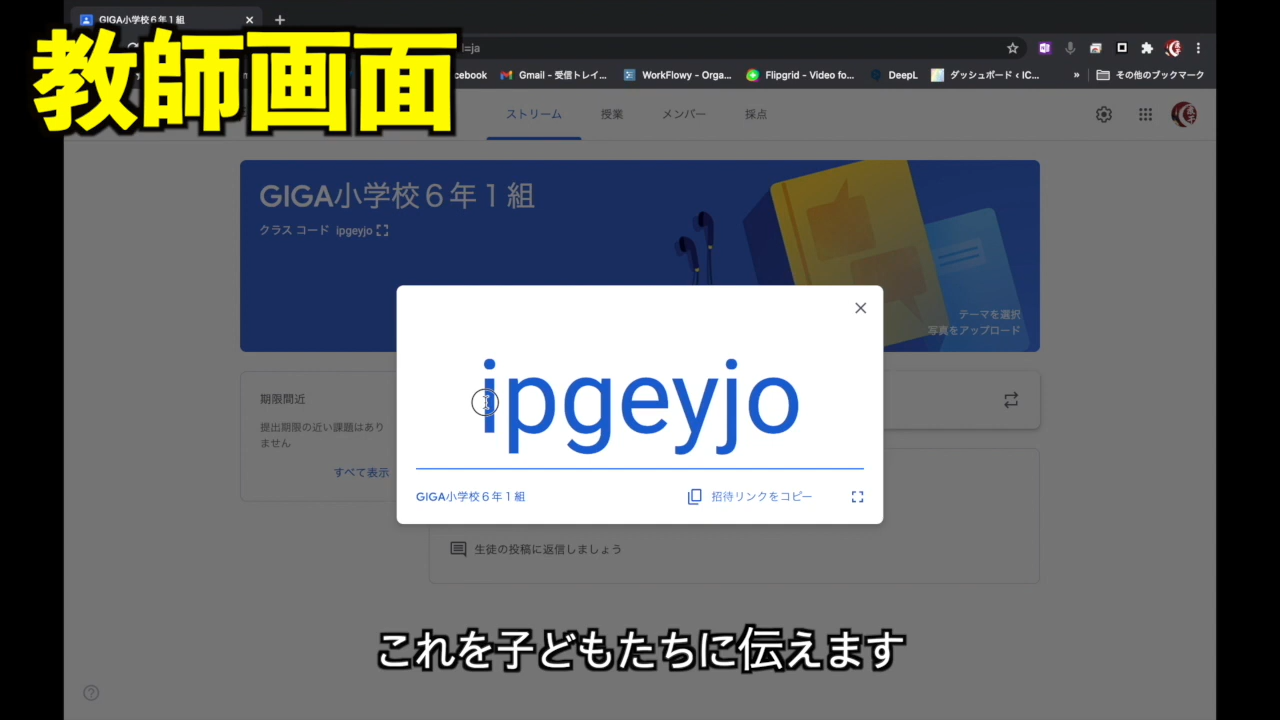 GIGA小学校６年１組
教師画面
l=ja
cebook
Gmail - 受信トレイ...
WorkFlowy - Orga...
Flipgrid - Video fo...
DeepL
ダッシュボード ‹ IC...
»
その他のブックマーク
ストリーム
授業
メンバー
採点
GIGA小学校６年１組
クラス コード ipgeyjo
テーマを選択
写真をアップロード
期限間近
提出期限の近い課題はあり
ません
すべて表示
ipgeyjo
GIGA小学校６年１組
招待リンクをコピー
生徒の投稿に返信しましょう
これを子どもたちに伝えます